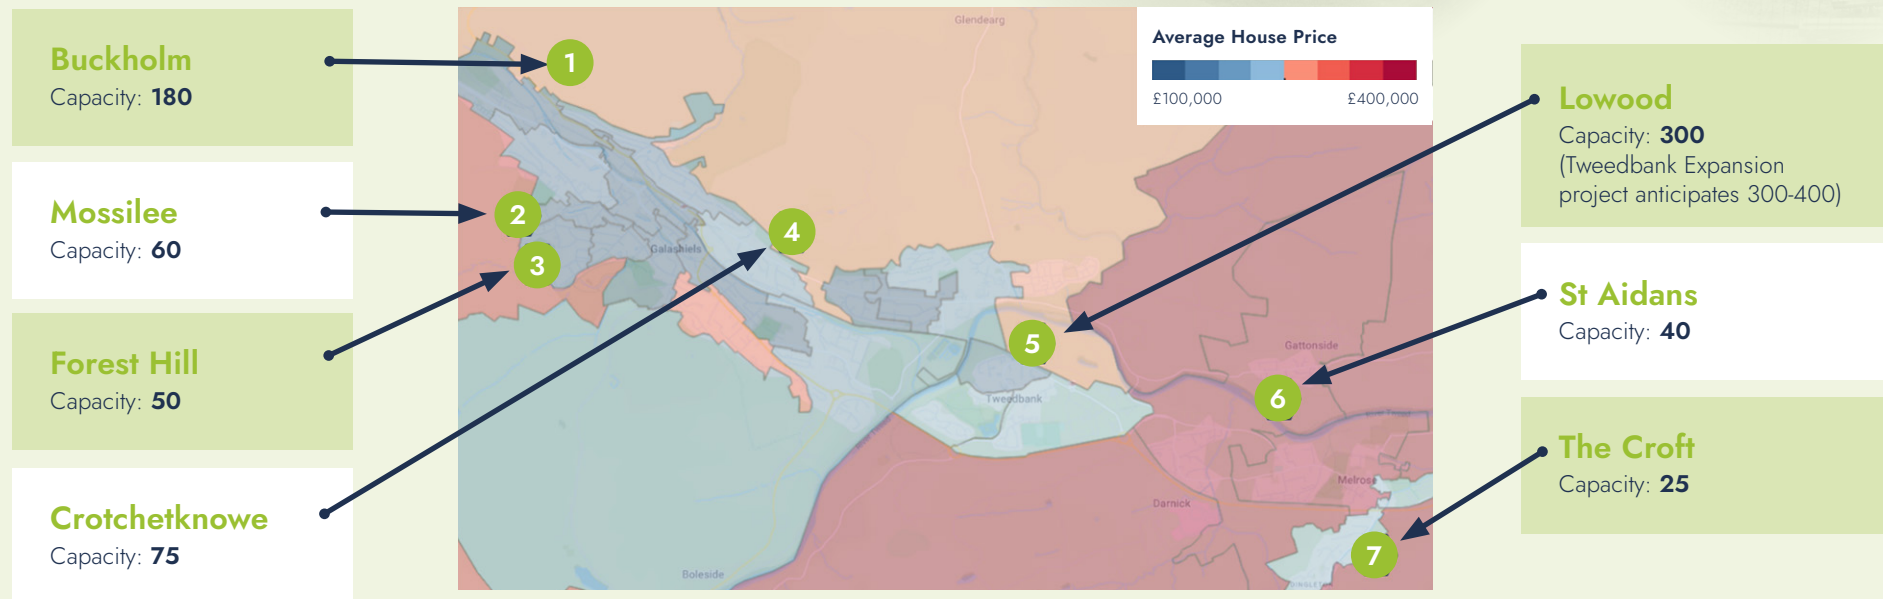 Buckholm
Capacity: 180
Mossilee
Capacity: 60
Forest Hill
Capacity: 50
Crotchetknowe
Capacity: 75
Glendearg
Galashiels
Tweedbank
Gattonside
Darnick
Melrose
Boleside
1
2
3
4
5
6
7
Average House Price
£100,000 £400,000
Lowood
Capacity: 300
(Tweedbank Expansion
project anticipates 300-400)
St Aidans
Capacity: 40
The Croft
Capacity: 25